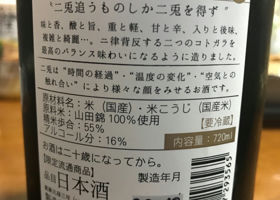 "二兎追うものしか二兎を得ず"
味と香、酸と旨、重と軽、甘と辛、入りと後味、
複雑と綺麗…。二律背反する二つのコトガラを
最高のバランス味わいになるように造りました。
二兎は"時間の経過"・"温度の変化"・"空気との
触れ合い"により様々な顔をみせるお酒です。
原材料名：米（国産）・米こうじ（国産米）
原料米：山田錦100%使用 【要冷蔵】
精米歩合：55%
アルコール分：16% 内容量：720ml
お酒は二十歳になってから。
【限定流通商品】 製造年月
品目 日本酒